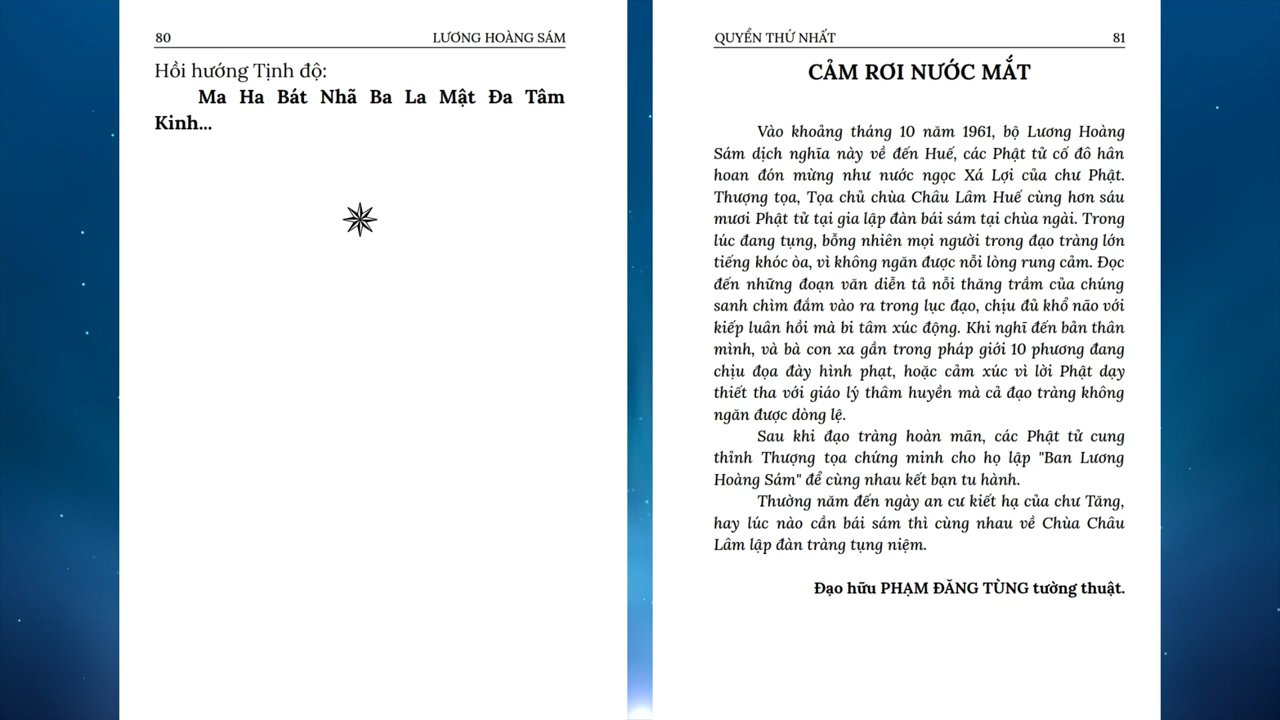 80 LƯƠNG HOÀNG SÁM
Hồi hướng Tịnh độ:
Ma Ha Bát Nhã Ba La Mật Đa Tâm
Kinh...
QUYỂN THỨ NHẤT 81
CẢM RƠI NƯỚC MẮT
Vào khoảng tháng 10 năm 1961, bộ Lương Hoàng
Sám dịch nghĩa này về đến Huế, các Phật tử cố đô hân
hoan đón mừng như nước ngọc Xá Lợi của chư Phật.
Thượng tọa, Tọa chủ chùa Châu Lâm Huế cùng hơn sáu
mươi Phật tử tại gia lập đàn bái sám tại chùa ngài. Trong
lúc đang tụng, bỗng nhiên mọi người trong đạo tràng lớn
tiếng khóc òa, vì không ngăn được nỗi lòng rung cảm. Đọc
đến những đoạn văn diễn tả nỗi thăng trầm của chúng
sanh chìm đắm vào ra trong lục đạo, chịu đủ khổ não với
kiếp luân hồi mà bi tâm xúc động. Khi nghĩ đến bản thân
mình, và bà con xa gần trong pháp giới 10 phương đang
chịu đọa đày hình phạt, hoặc cảm xúc vì lời Phật dạy
thiết tha với giáo lý thâm huyền mà cả đạo tràng không
ngăn được dòng lệ.
Sau khi đạo tràng hoàn mãn, các Phật tử cung
thỉnh Thượng tọa chứng minh cho họ lập "Ban Lương
Hoàng Sám" để cùng nhau kết bạn tu hành.
Thường năm đến ngày an cư kiết hạ của chư Tăng,
hay lúc nào cần bái sám thì cùng nhau về Chùa Châu
Lâm lập đàn tràng tụng niệm.
Đạo hữu PHẠM ĐĂNG TÙNG tường thuật.